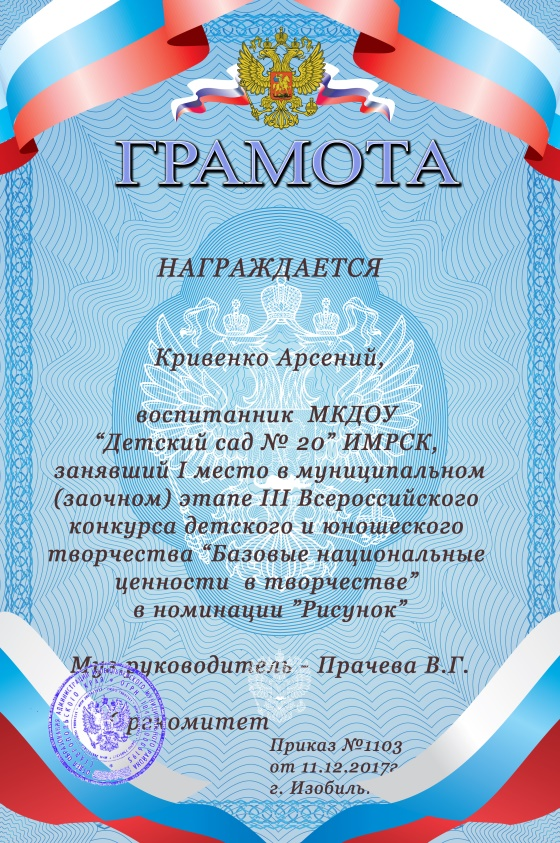 ГРАМОТА
НАГРАЖДАЕТСЯ
Кривенко Арсений,
воспитанник МКДОУ
“Детский сад № 20” ИМРСК,
занявший I место в муниципальном
(заочном) этапе III Всероссийского
конкурса детского и юношеского
творчества “Базовые национальные
ценности в творчестве”
в номинации ”Рисунок”
Муз.руководитель - Прачева В.Г.
Оргкомитет
Приказ №1103
от 11.12.2017г
г. Изобиль.